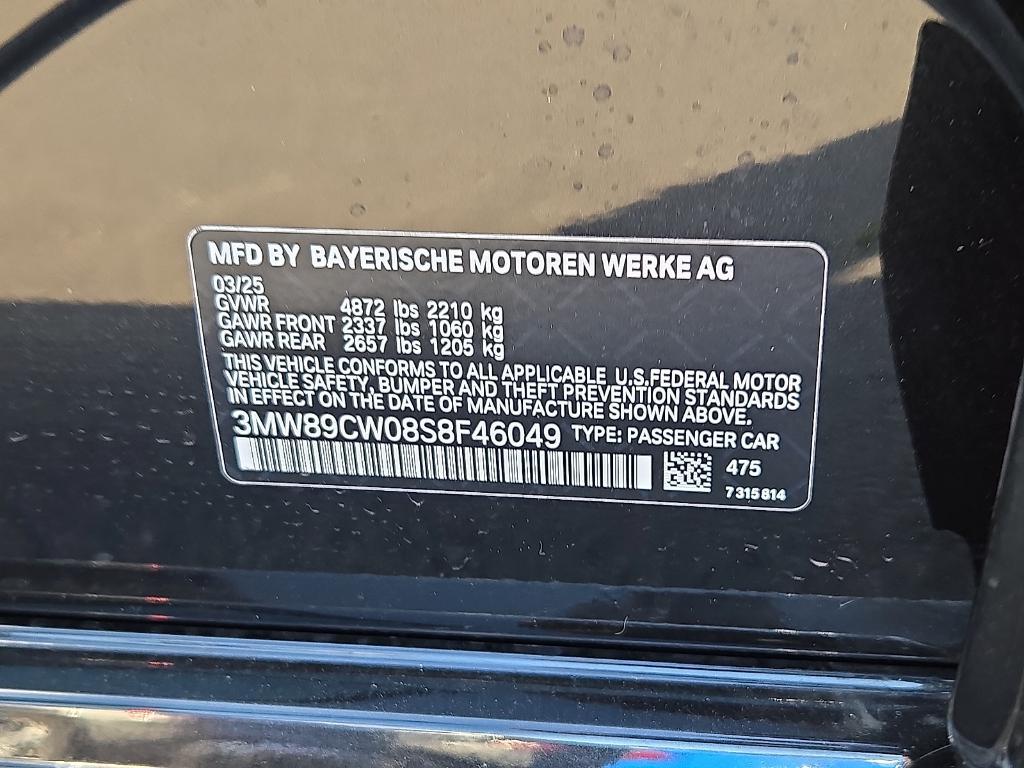 MFD BY BAYERISCHE MOTOREN WERKE AG
03/25
GVWR 4872 lbs 2210 kg
GAWR FRONT 2337 lbs 1060 kg
GAWR REAR 2657 lbs 1205 kg
THIS VEHICLE CONFORMS TO ALL APPLICABLE U.S.FEDERAL MOTOR
VEHICLE SAFETY, BUMPER AND THEFT PREVENTION STANDARDS
IN EFFECT ON THE DATE OF MANUFACTURE SHOWN ABOVE.
3MW89CW08S8F46049 TYPE: PASSENGER CAR
475
7 315 814